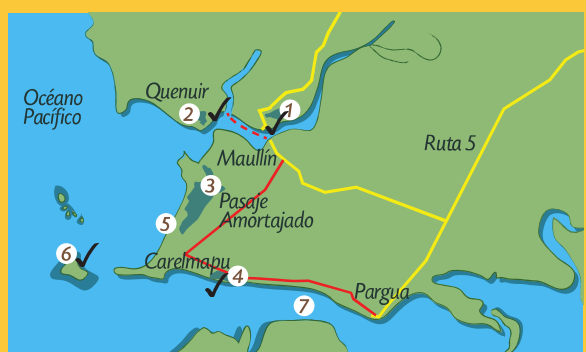 Océano
Pacífico
Quenuir
2
1
Maullín
Ruta 5
3
Pasaje
Amortajado
5
6
Carelmapu
4
Pargua
7